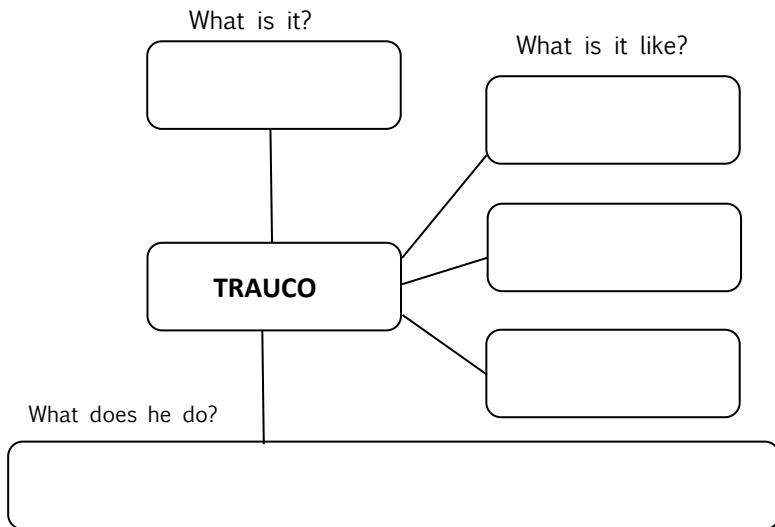 What is it?
What is it like?
TRAUCO
What does he do?